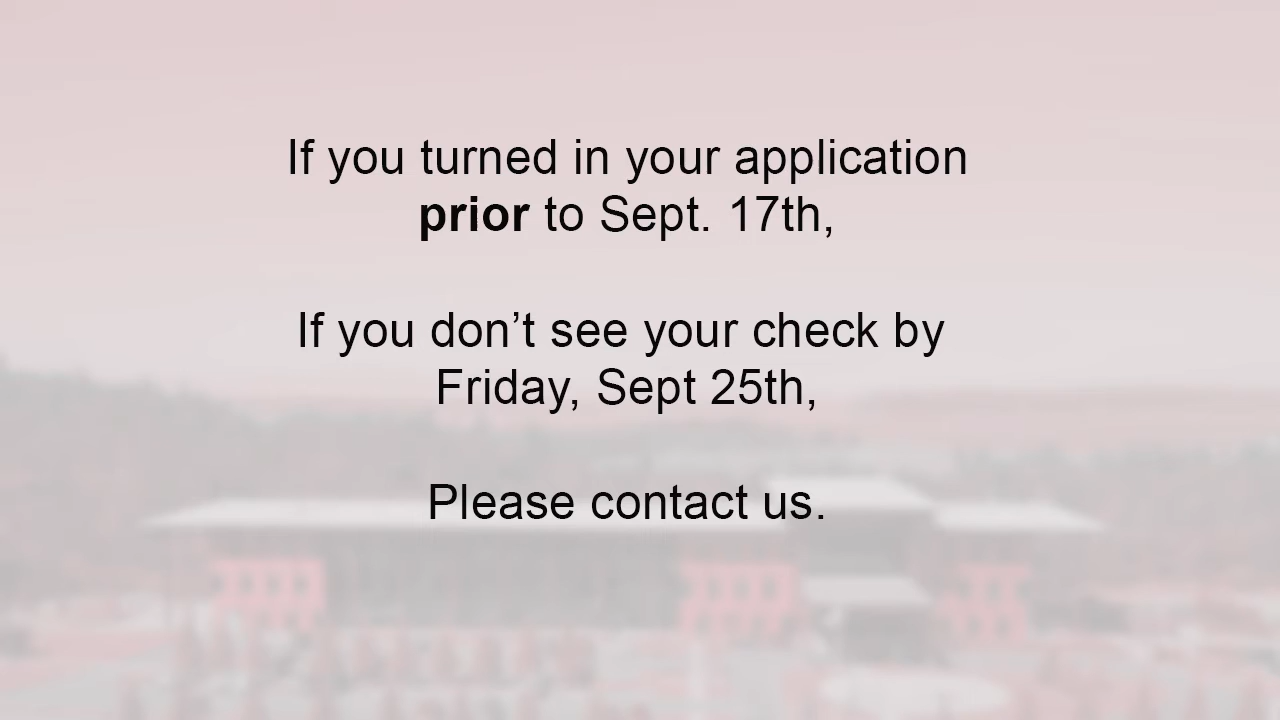 If you turned in your application
prior to Sept. 17th,
If you don’t see your check by
Friday, Sept 25th,
Please contact us.